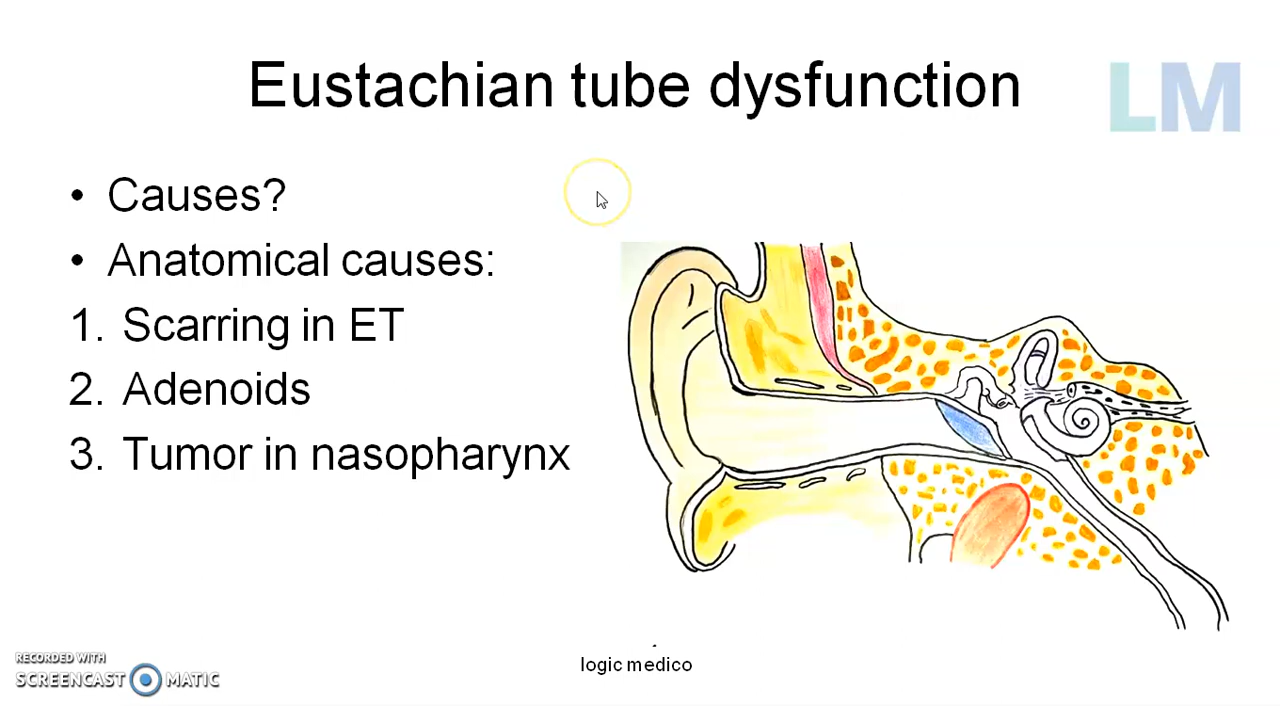 Eustachian tube dysfunction
LM
• Causes?
• Anatomical causes:
1. Scarring in ET
2. Adenoids
3. Tumor in nasopharynx
logic medico
RECORDED WITH
SCREENCAST MATIC